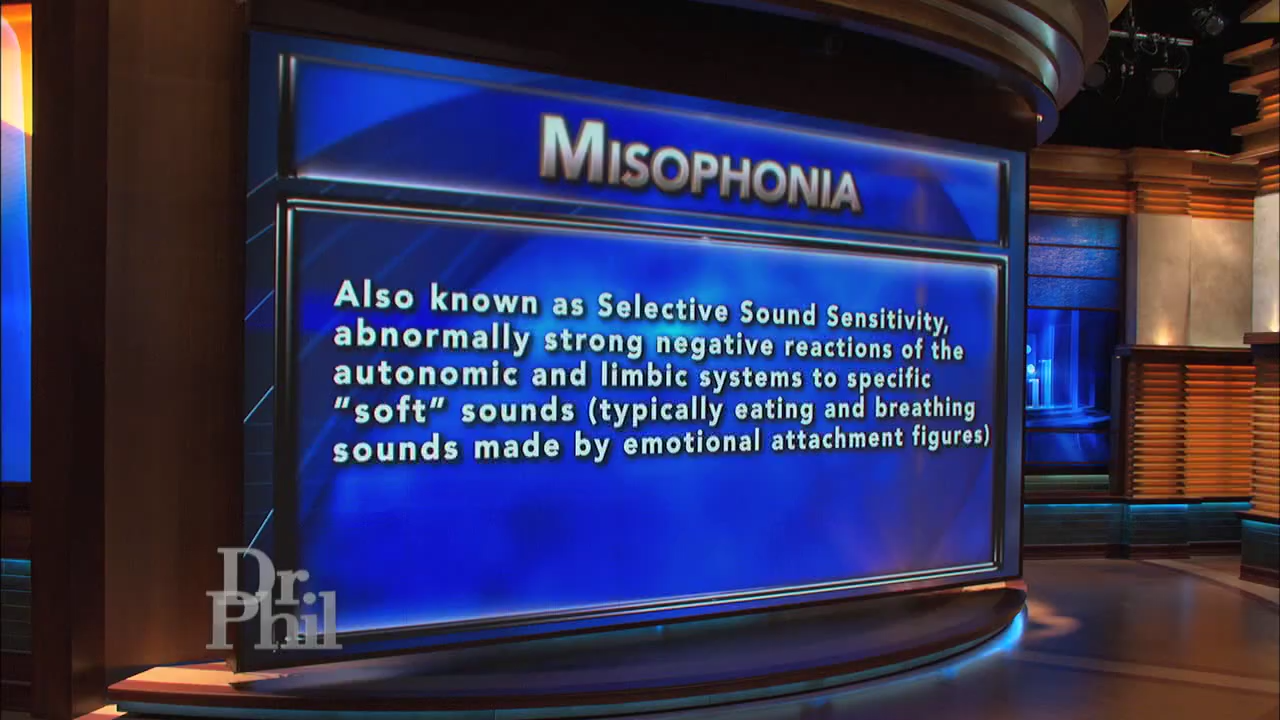 MISOPHONIA
Also known as Selective Sound Sensitivity,
abnormally strong negative reactions of the
autonomic and limbic systems to specific
“soft” sounds (typically eating and breathing
sounds made by emotional attachment figures)
Dr.
Phil